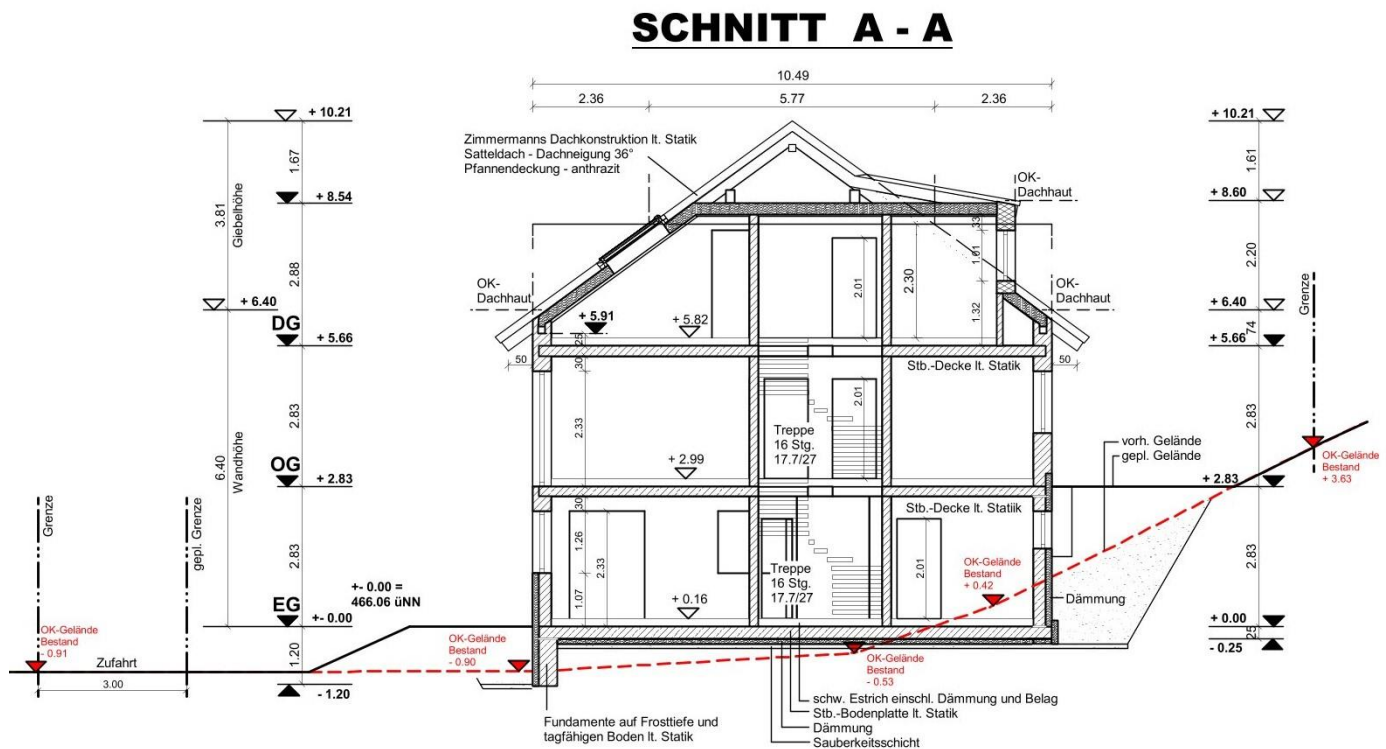 SCHNITT A - A
10.49
2.36
5.77
2.36
+ 10.21
+ 10.21
Zimmermanns Dachkonstruktion lt. Statik
Satteldach - Dachneigung 36°
Pfannendeckung - anthrazit
1.67
1.61
+ 8.54
OK-
Dachhaut
+ 8.60
3.81
Giebelhöhe
2.88
33
1.01
2.30
2.01
1.32
2.20
OK-
Dachhaut
OK-
Dachhaut
+ 6.40
+ 6.40
Grenze
DG
+ 5.91
+ 5.82
74
+ 5.66
+ 5.66
25
30
50
50
Stb.-Decke lt. Statik
2.83
2.33
2.01
2.83
6.40
Wandhöhe
Treppe
16 Stg.
17.7/27
vorh. Gelände
gepl. Gelände
OG
+ 2.99
+ 2.83
+ 2.83
OK-Gelände
Bestand
+ 3.63
30
Stb.-Decke lt. Statiik
Grenze
gepl. Grenze
2.83
1.26
2.33
2.01
2.83
1.07
Treppe
16 Stg.
17.7/27
OK-Gelände
Bestand
+ 0.42
+- 0.00 =
466.06 üNN
+ 0.16
Dämmung
EG
+- 0.00
+ 0.00
25
- 0.25
OK-Gelände
Bestand
- 0.91
Zufahrt
3.00
1.20
- 1.20
OK-Gelände
Bestand
- 0.90
OK-Gelände
Bestand
- 0.53
schw. Estrich einschl. Dämmung und Belag
Stb.-Bodenplatte lt. Statik
Dämmung
Sauberkeitsschicht
Fundamente auf Frosttiefe und
tagfähigen Boden lt. Statik